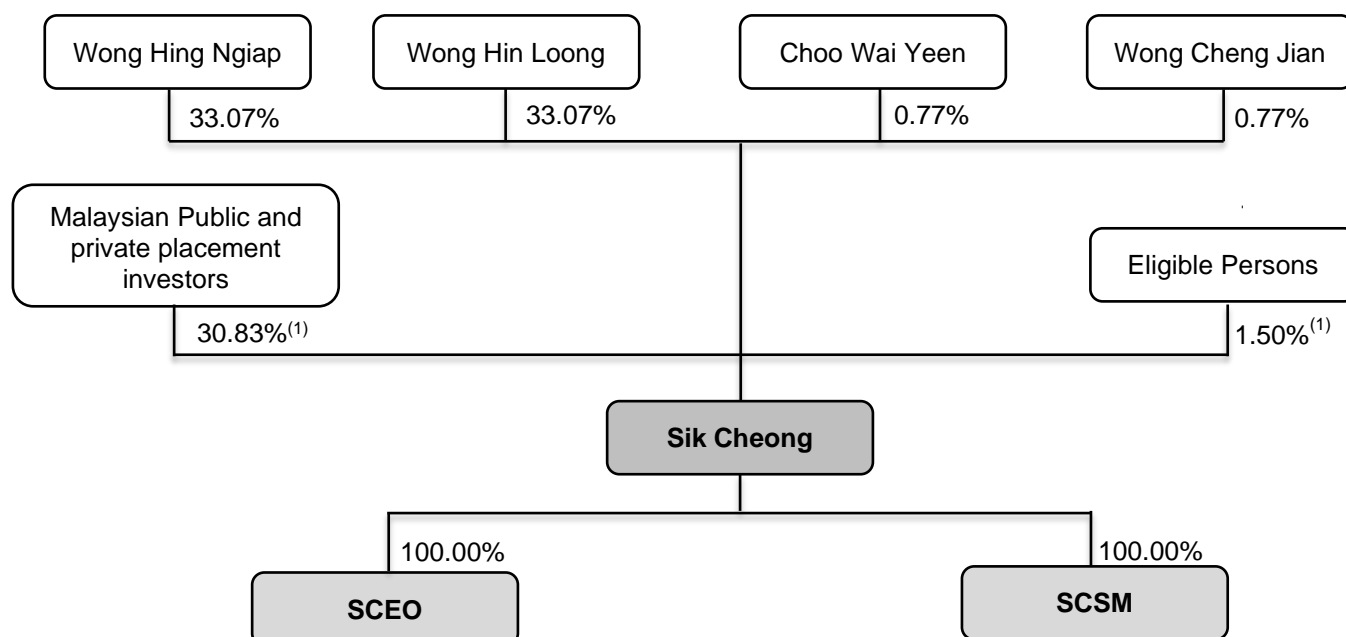 Wong Hing Ngiap
Wong Hin Loong
Choo Wai Yeen
Wong Cheng Jian
33.07%
33.07%
0.77%
0.77%
Malaysian Public and
private placement
investors
Eligible Persons
30.83%(1)
1.50%(1)
Sik Cheong
100.00%
100.00%
SCEO
SCSM